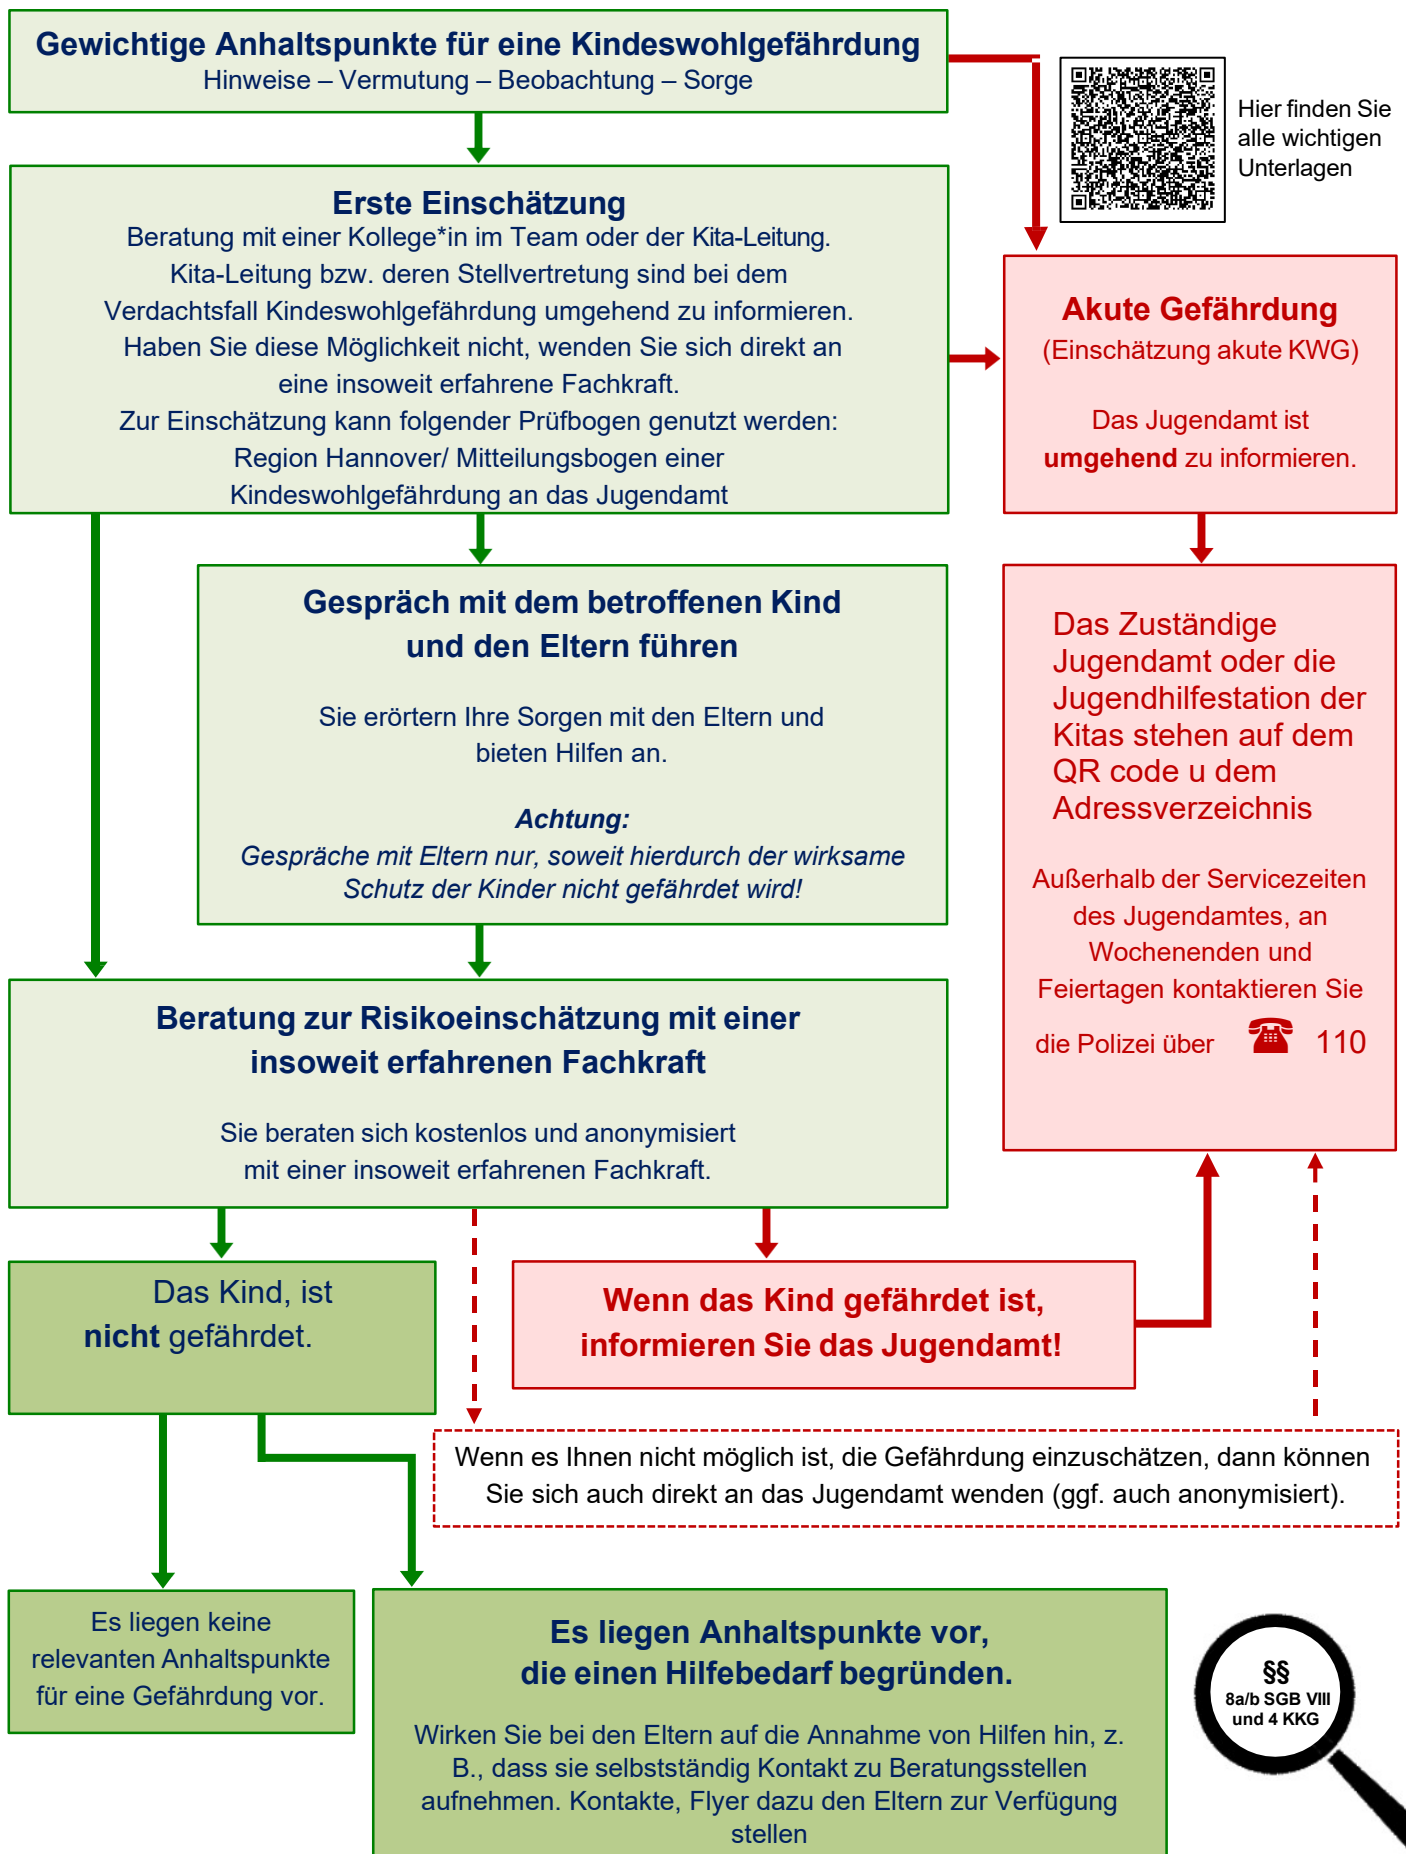 Gewichtige Anhaltspunkte für eine Kindeswohlgefährdung
Hinweise – Vermutung – Beobachtung – Sorge
Hier finden Sie
alle wichtigen
Unterlagen
Erste Einschätzung
Beratung mit einer Kollege*in im Team oder der Kita-Leitung.
Kita-Leitung bzw. deren Stellvertretung sind bei dem
Verdachtsfall Kindeswohlgefährdung umgehend zu informieren.
Haben Sie diese Möglichkeit nicht, wenden Sie sich direkt an
eine insoweit erfahrene Fachkraft.
Zur Einschätzung kann folgender Prüfbogen genutzt werden:
Region Hannover/ Mitteilungsbogen einer
Kindeswohlgefährdung an das Jugendamt
Akute Gefährdung
(Einschätzung akute KWG)
Das Jugendamt ist
umgehend zu informieren.
Gespräch mit dem betroffenen Kind
und den Eltern führen
Sie erörtern Ihre Sorgen mit den Eltern und
bieten Hilfen an.
Achtung:
Gespräche mit Eltern nur, soweit hierdurch der wirksame
Schutz der Kinder nicht gefährdet wird!
Das Zuständige
Jugendamt oder die
Jugendhilfestation der
Kitas stehen auf dem
QR code u dem
Adressverzeichnis
Außerhalb der Servicezeiten
des Jugendamtes, an
Wochenenden und
Feiertagen kontaktieren Sie
die Polizei über ☎ 110
Beratung zur Risikoeinschätzung mit einer
insoweit erfahrenen Fachkraft
Sie beraten sich kostenlos und anonymisiert
mit einer insoweit erfahrenen Fachkraft.
Das Kind, ist
nicht gefährdet.
Wenn das Kind gefährdet ist,
informieren Sie das Jugendamt!
Wenn es Ihnen nicht möglich ist, die Gefährdung einzuschätzen, dann können
Sie sich auch direkt an das Jugendamt wenden (ggf. auch anonymisiert).
Es liegen keine
relevanten Anhaltspunkte
für eine Gefährdung vor.
Es liegen Anhaltspunkte vor,
die einen Hilfebedarf begründen.
Wirken Sie bei den Eltern auf die Annahme von Hilfen hin, z.
B., dass sie selbstständig Kontakt zu Beratungsstellen
aufnehmen. Kontakte, Flyer dazu den Eltern zur Verfügung
stellen
§§
8a/b SGB VIII
und 4 KKG